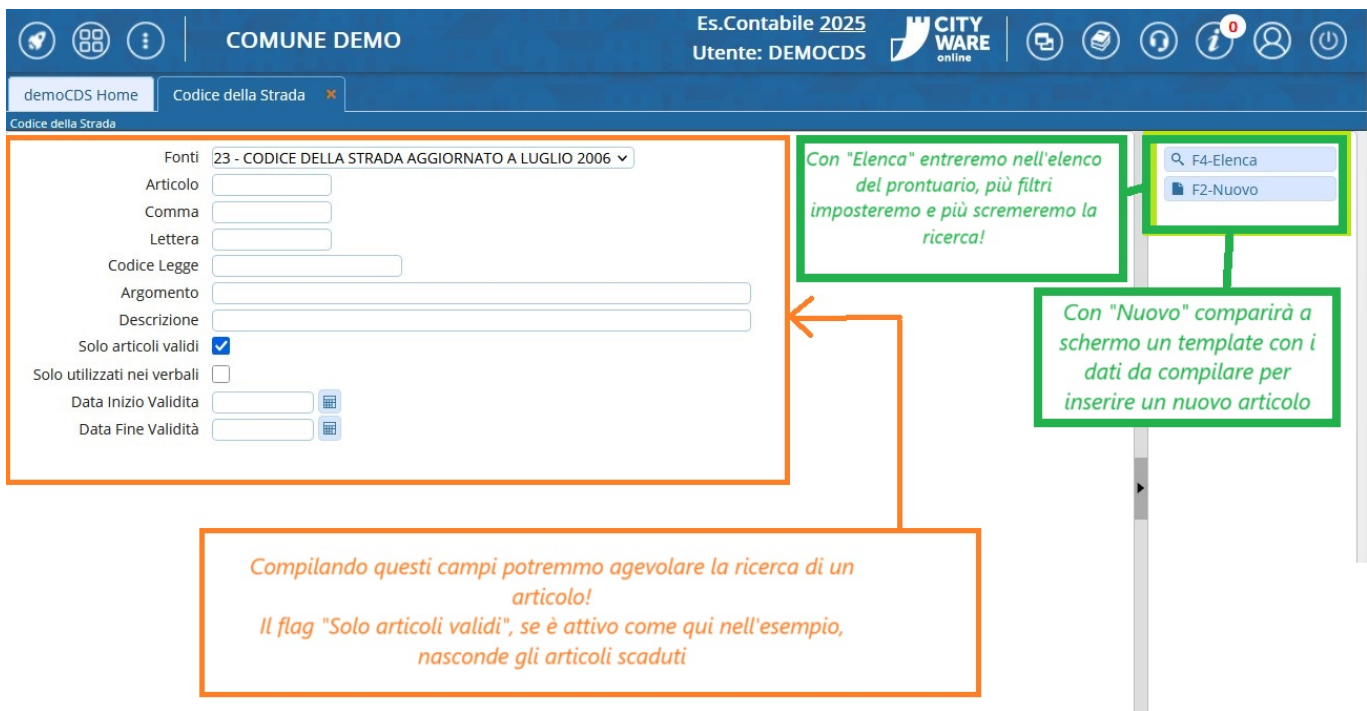 COMUNE DEMO
Es.Contabile 2025
Utente: DEMOCDS
CITY
WARE
online
0
demoCDS Home
Codice della Strada
Codice della Strada
Fonti 23 - CODICE DELLA STRADA AGGIORNATO A LUGLIO 2006
Articolo
Comma
Lettera
Codice Legge
Argomento
Descrizione
Solo articoli validi
Solo utilizzati nei verbali
Data Inizio Validita
Data Fine Validità
Con "Elenca" entreremo nell'elenco
del prontuario, più filtri
imposteremo e più scremeremo la
ricerca!
F4-Elenca
F2-Nuovo
Con "Nuovo" comparirà a
schermo un template con i
dati da compilare per
inserire un nuovo articolo
Compilando questi campi potremmo agevolare la ricerca di un
articolo!
Il flag "Solo articoli validi", se è attivo come qui nell'esempio,
nasconde gli articoli scaduti